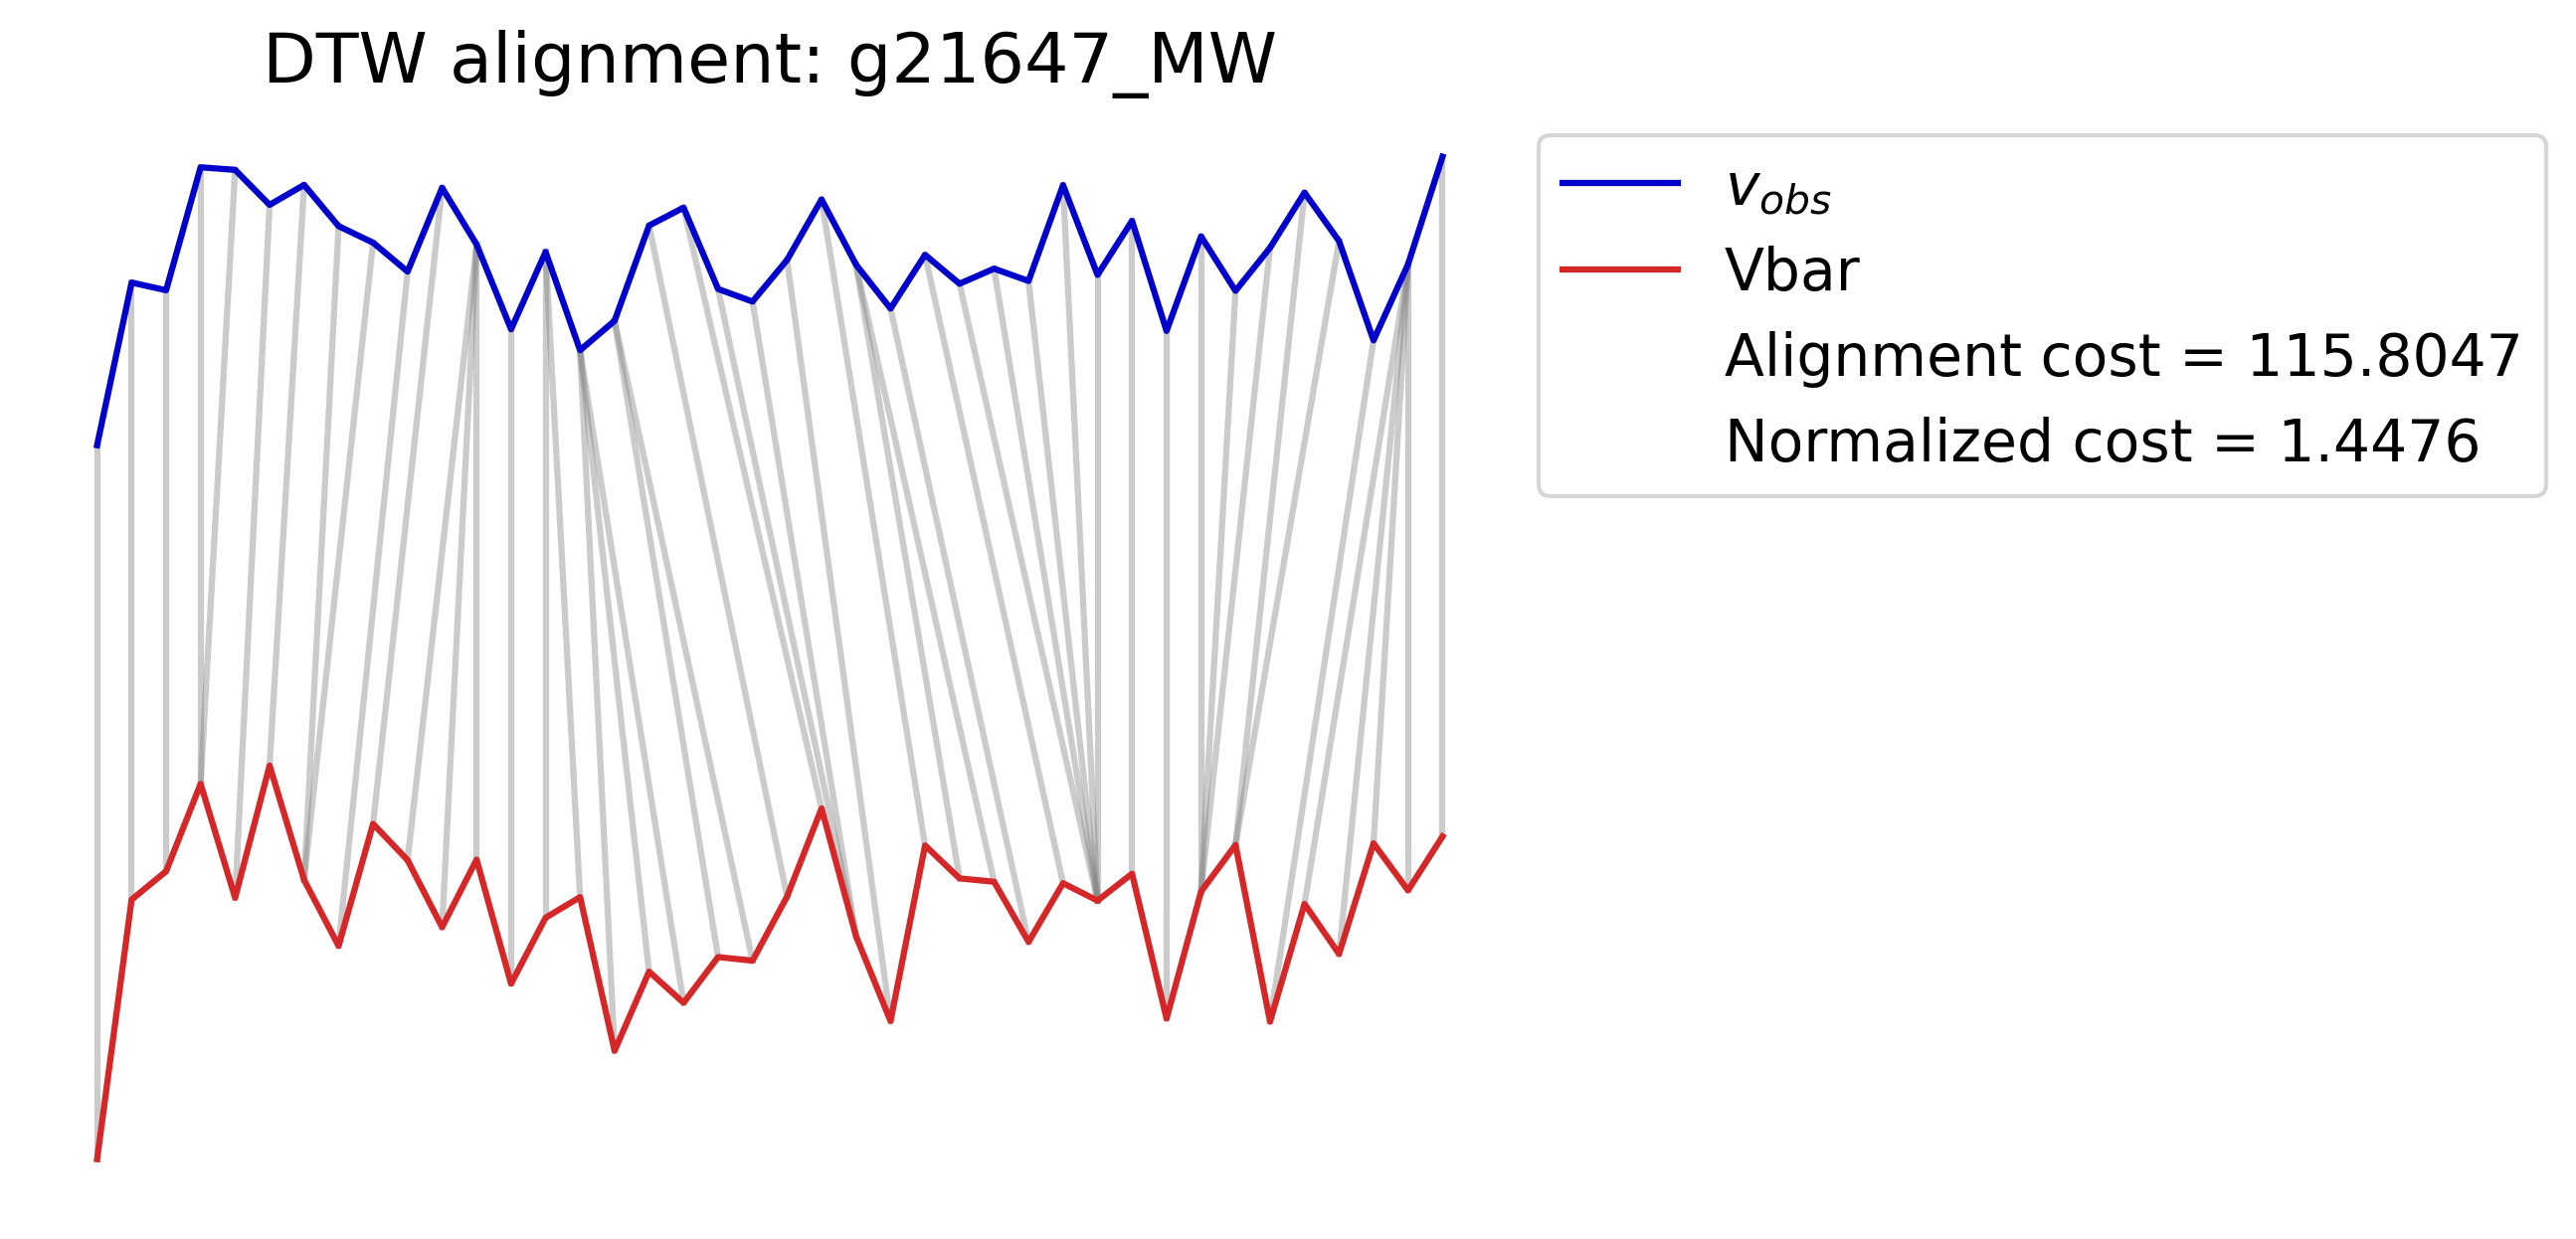 DTW alignment: g21647_MW
v_obs
Vbar
Alignment cost = 115.8047
Normalized cost = 1.4476